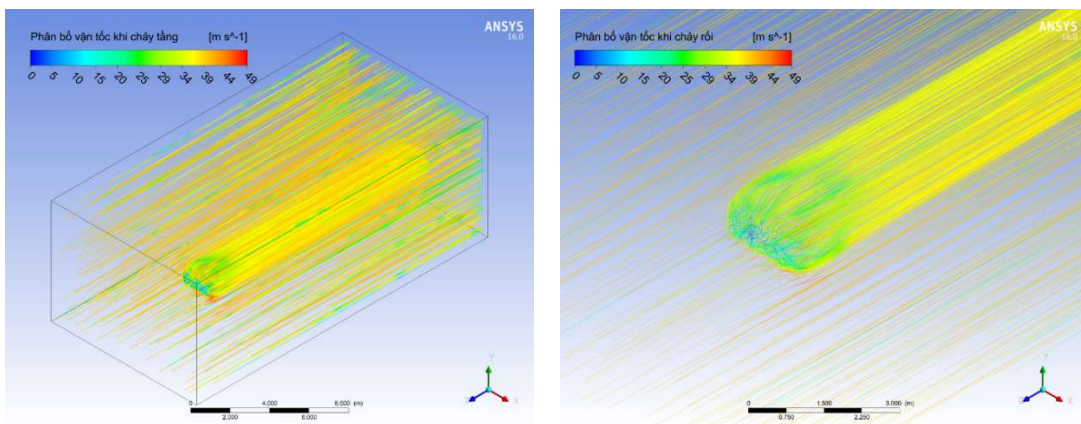 Phân bố vận tốc khi chảy tầng [m s^-1]
0 5 10 15 20 25 29 34 39 44 49
ANSYS
16.0
Y
Z X
0 4.000 8.000 (m)
2.000 6.000
Phân bố vận tốc khi chảy rối [m s^-1]
0 5 10 15 20 25 29 34 39 44 49
ANSYS
16.0
Y
Z X
0 1.500 3.000 (m)
0.750 2.250